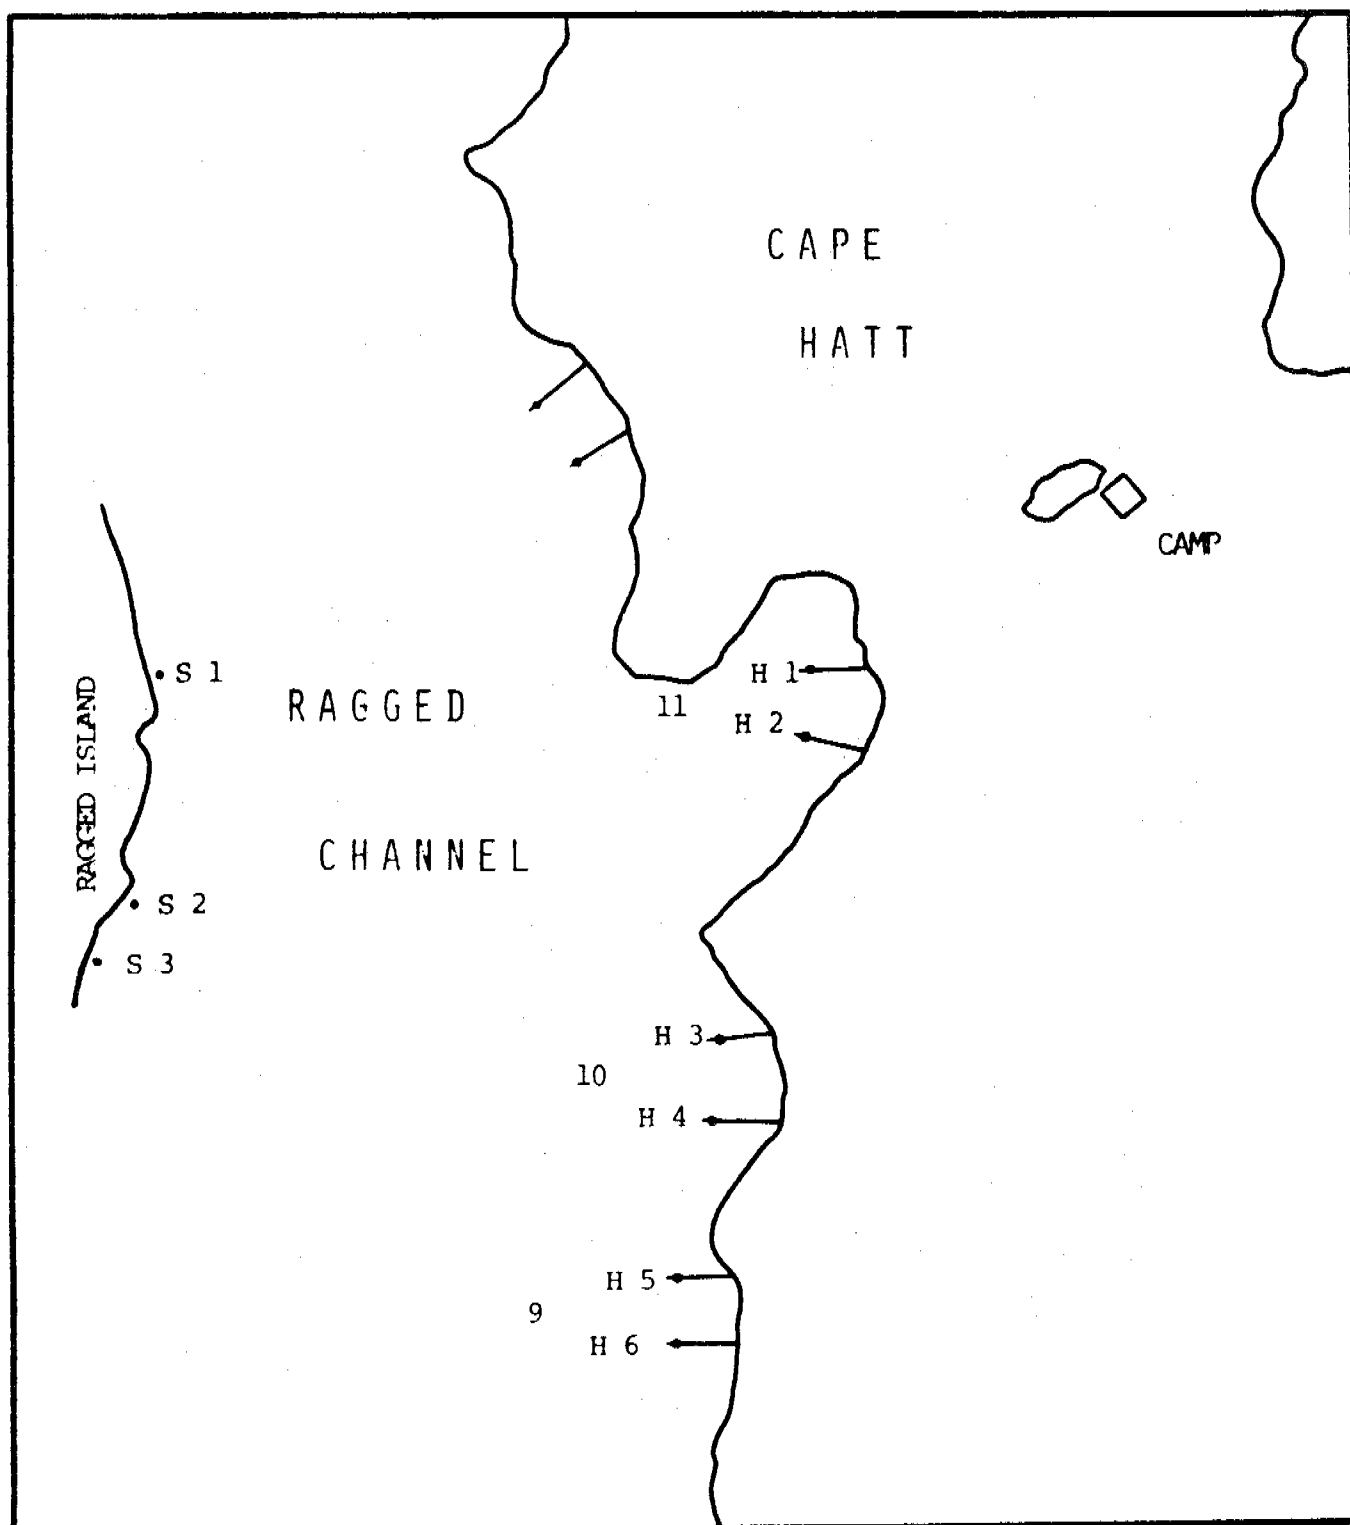 CAPE
HATT
CAMP
S 1
RAGGED ISLAND
RAGGED
H 1
11
H 2
CHANNEL
S 2
S 3
H 3
10
H 4
H 5
9
H 6